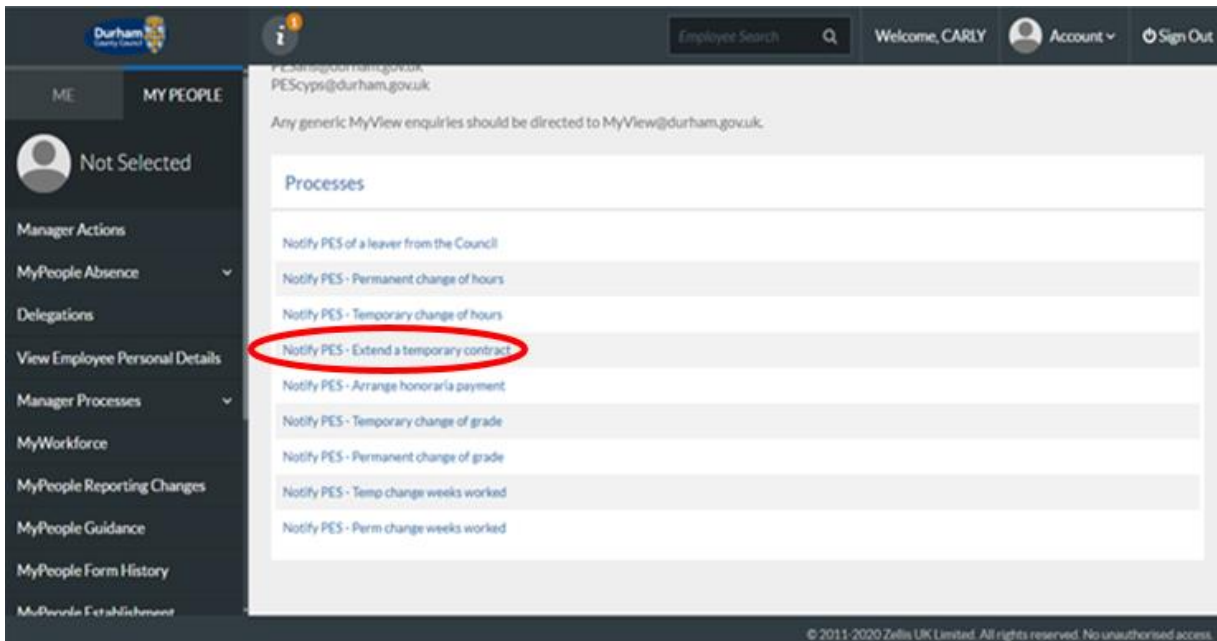 Durham
County Council
i
1
Employee Search
Welcome, CARLY
Account
Sign Out
ME
MY PEOPLE
Not Selected
Manager Actions
MyPeople Absence
Delegations
View Employee Personal Details
Manager Processes
MyWorkforce
MyPeople Reporting Changes
MyPeople Guidance
MyPeople Form History
MyPeople Establishment
PEScyps@durham.gov.uk
Any generic MyView enquiries should be directed to MyView@durham.gov.uk.
Processes
Notify PES of a leaver from the Council
Notify PES - Permanent change of hours
Notify PES - Temporary change of hours
Notify PES - Extend a temporary contract
Notify PES - Arrange honoraria payment
Notify PES - Temporary change of grade
Notify PES - Permanent change of grade
Notify PES - Temp change weeks worked
Notify PES - Perm change weeks worked
© 2011-2020 Zellis UK Limited. All rights reserved. No unauthorised access.